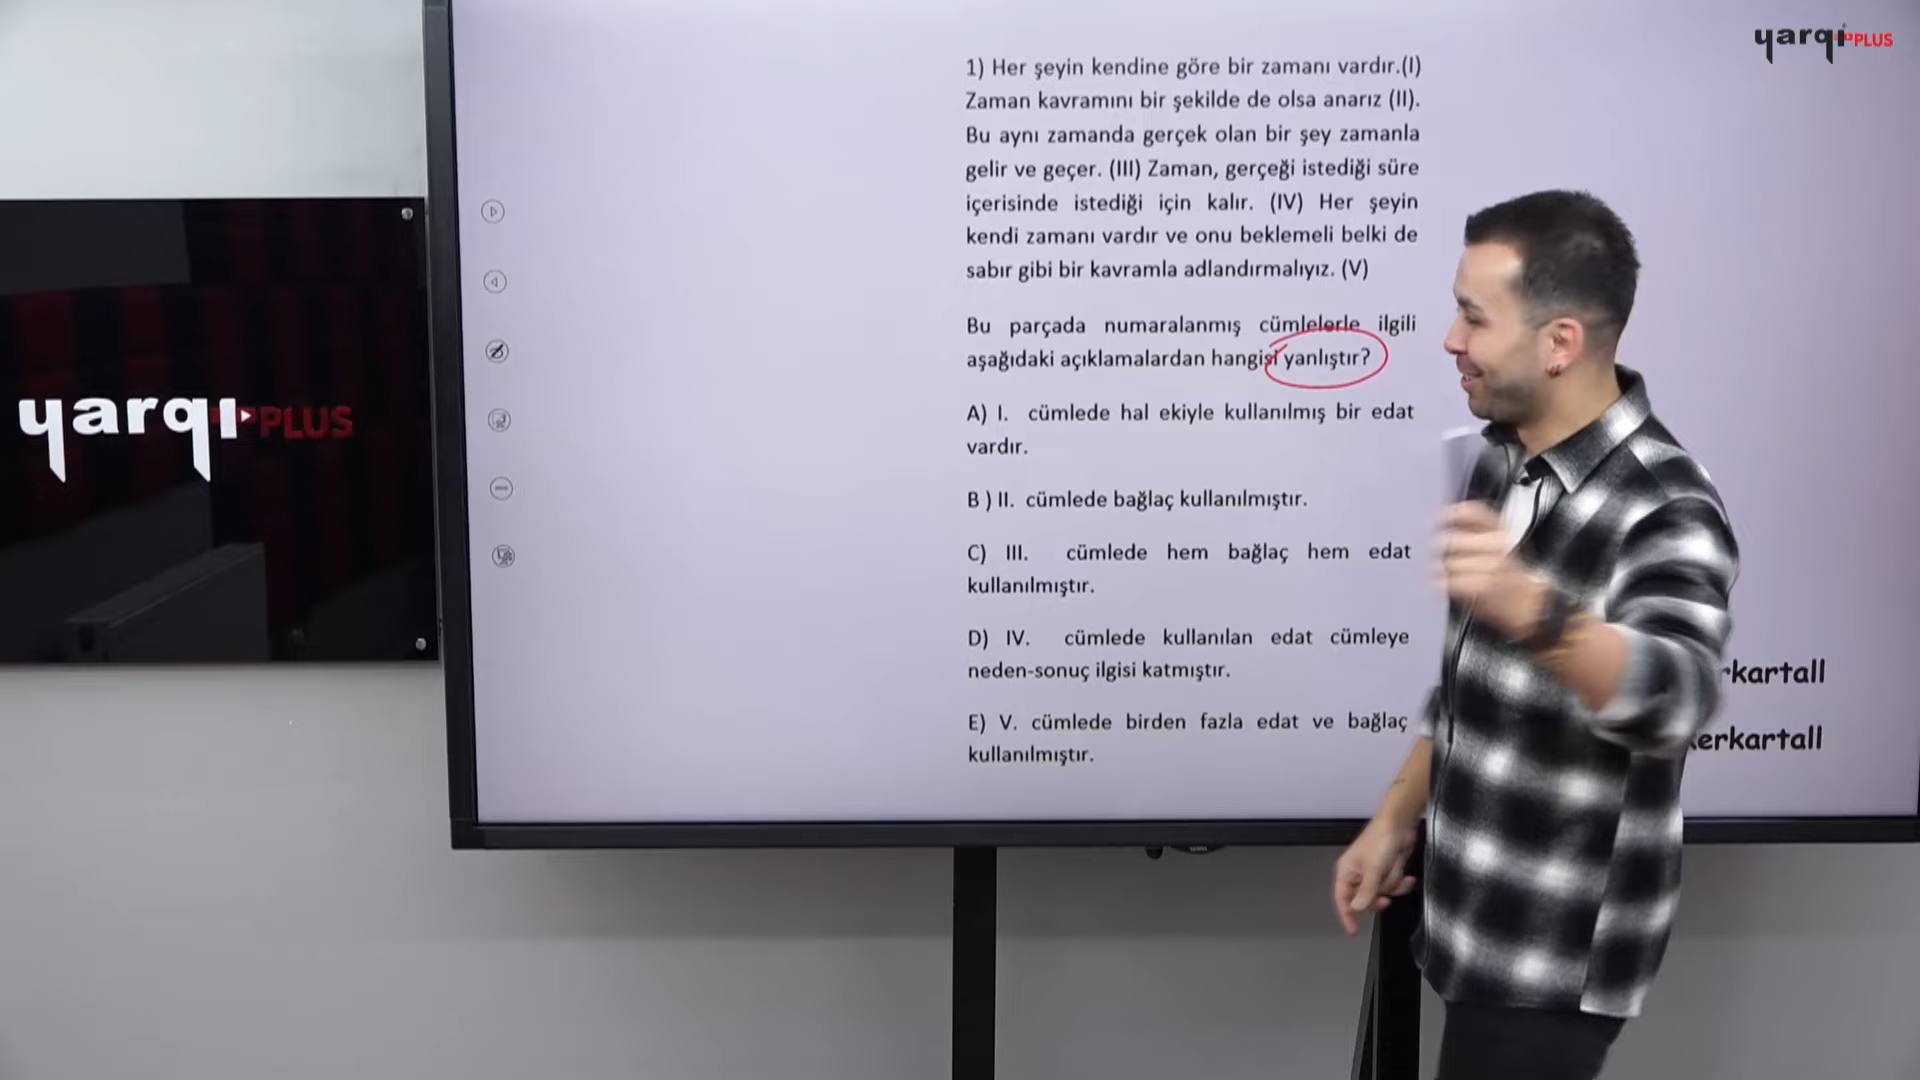 yarqı PLUS
1) Her şeyin kendine göre bir zamanı vardır.(I)
Zaman kavramını bir şekilde de olsa anarız (II).
Bu aynı zamanda gerçek olan bir şey zamanla
gelir ve geçer. (III) Zaman, gerçeği istediği süre
içerisinde istediği için kalır. (IV) Her şeyin
kendi zamanı vardır ve onu beklemeli belki de
sabır gibi bir kavramla adlandırmalıyız. (V)
Bu parçada numaralanmış cümlelerle ilgili
aşağıdaki açıklamalardan hangisi yanlıştır?
A) I. cümlede hal ekiyle kullanılmış bir edat
vardır.
B ) II. cümlede bağlaç kullanılmıştır.
C) III. cümlede hem bağlaç hem edat
kullanılmıştır.
D) IV. cümlede kullanılan edat cümleye
neden-sonuç ilgisi katmıştır.
E) V. cümlede birden fazla edat ve bağlaç
kullanılmıştır.
yarqı PLUS
rkartall
kerkartall